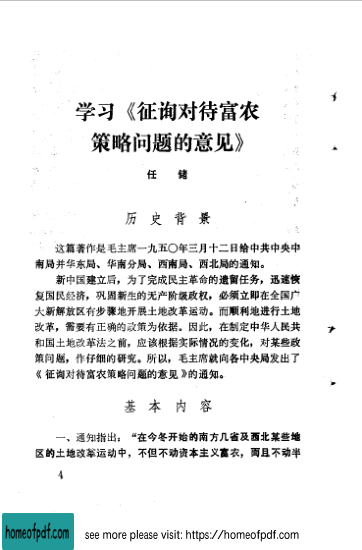 学习《征询对待富农
策略问题的意见》
任 锗
历史背景
这篇著作是毛主席一九五〇年三月十二日给中共中央中
南局并华东局、华南分局、西南局、西北局的通知。
新中国建立后，为了完成民主革命的遗留任务，迅速恢
复国民经济，巩固新生的无产阶级政权，必须立即在全国广
大新解放区有步骤地开展土地改革运动。而顺利地进行土地
改革，需要有正确的政策为依据。因此，在制定中华人民共
和国土地改革法之前，应该根据实际情况的变化，对某些政
策问题，作仔细的研究。所以，毛主席就向各中央局发出了
《征询对待富农策略问题的意见》的通知。
基本内容
一、通知指出：“在今冬开始的南方几省及西北某些地
区的土地改革运动中，不但不动资本主义富农，而且不动半
4
homeofpdf.com
see more please visit: https://homeofpdf.com